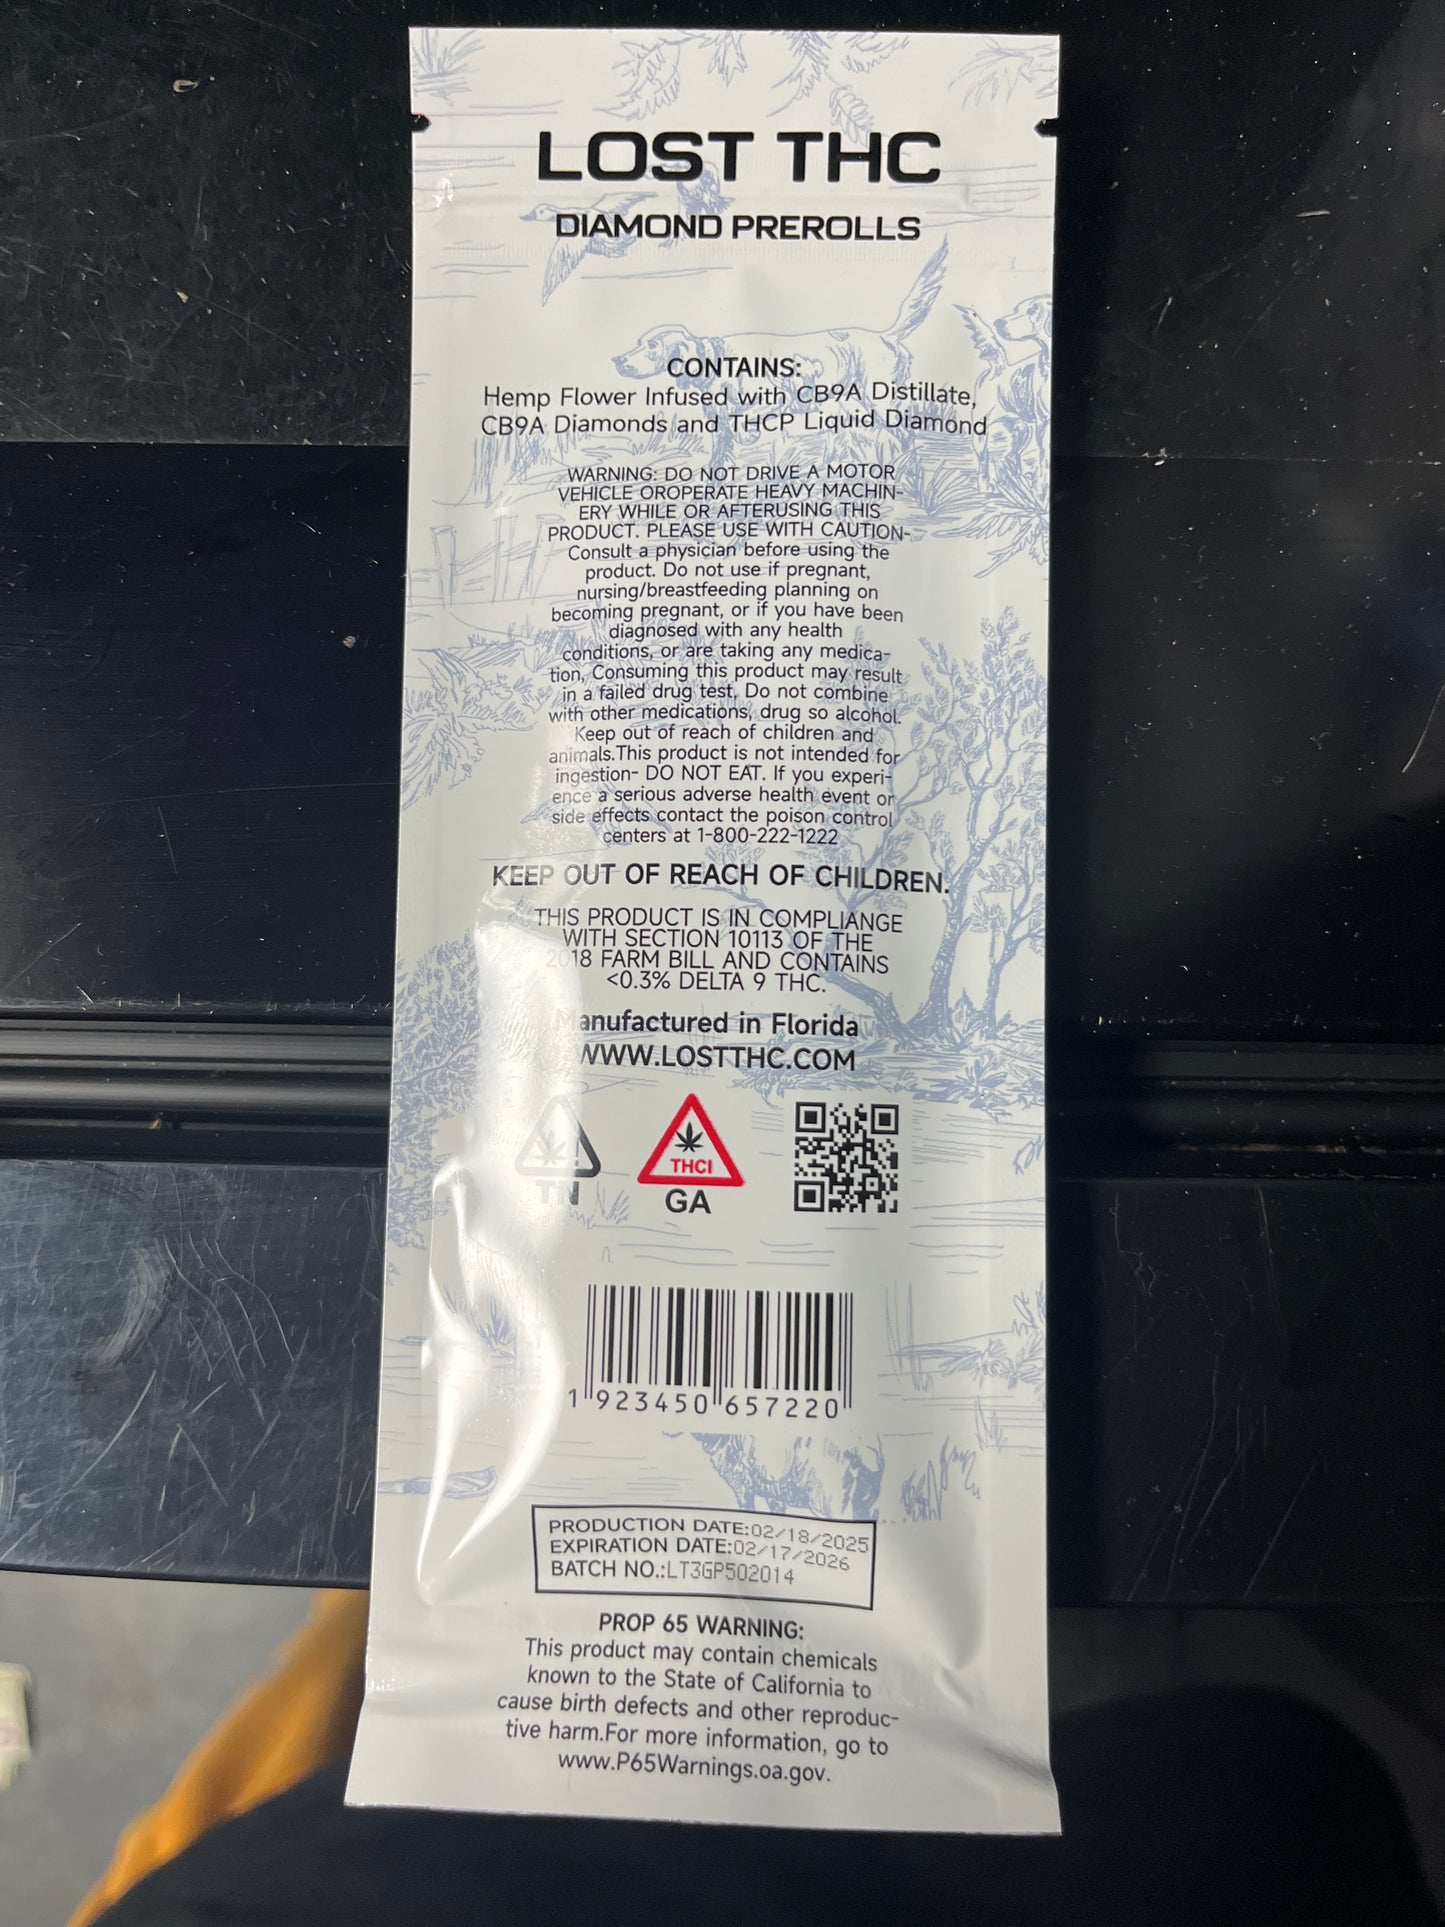 LOST THC
DIAMOND PREROLLS
CONTAINS:
Hemp Flower Infused with CB9A Distillate,
CB9A Diamonds and THCP Liquid Diamond
WARNING: DO NOT DRIVE A MOTOR
VEHICLE OROPERATE HEAVY MACHIN-
ERY WHILE OR AFTERUSING THIS
PRODUCT. PLEASE USE WITH CAUTION-
Consult a physician before using the
product. Do not use if pregnant,
nursing/breastfeeding planning on
becoming pregnant, or if you have been
diagnosed with any health
conditions, or are taking any medica-
tion, Consuming this product may result
in a failed drug test, Do not combine
with other medications, drug so alcohol.
Keep out of reach of children and
animals.This product is not intended for
ingestion- DO NOT EAT. If you experi-
ence a serious adverse health event or
side effects contact the poison control
centers at 1-800-222-1222
KEEP OUT OF REACH OF CHILDREN.
THIS PRODUCT IS IN COMPLIANGE
WITH SECTION 10113 OF THE
2018 FARM BILL AND CONTAINS
<0.3% DELTA 9 THC.
Manufactured in Florida
WWW.LOSTTHC.COM
!
THCI
TN
GA
1 923450 657220
PRODUCTION DATE:02/18/2025
EXPIRATION DATE:02/17/2026
BATCH NO.:LT3GP502014
PROP 65 WARNING:
This product may contain chemicals
known to the State of California to
cause birth defects and other reproduc-
tive harm.For more information, go to
www.P65Warnings.oa.gov.